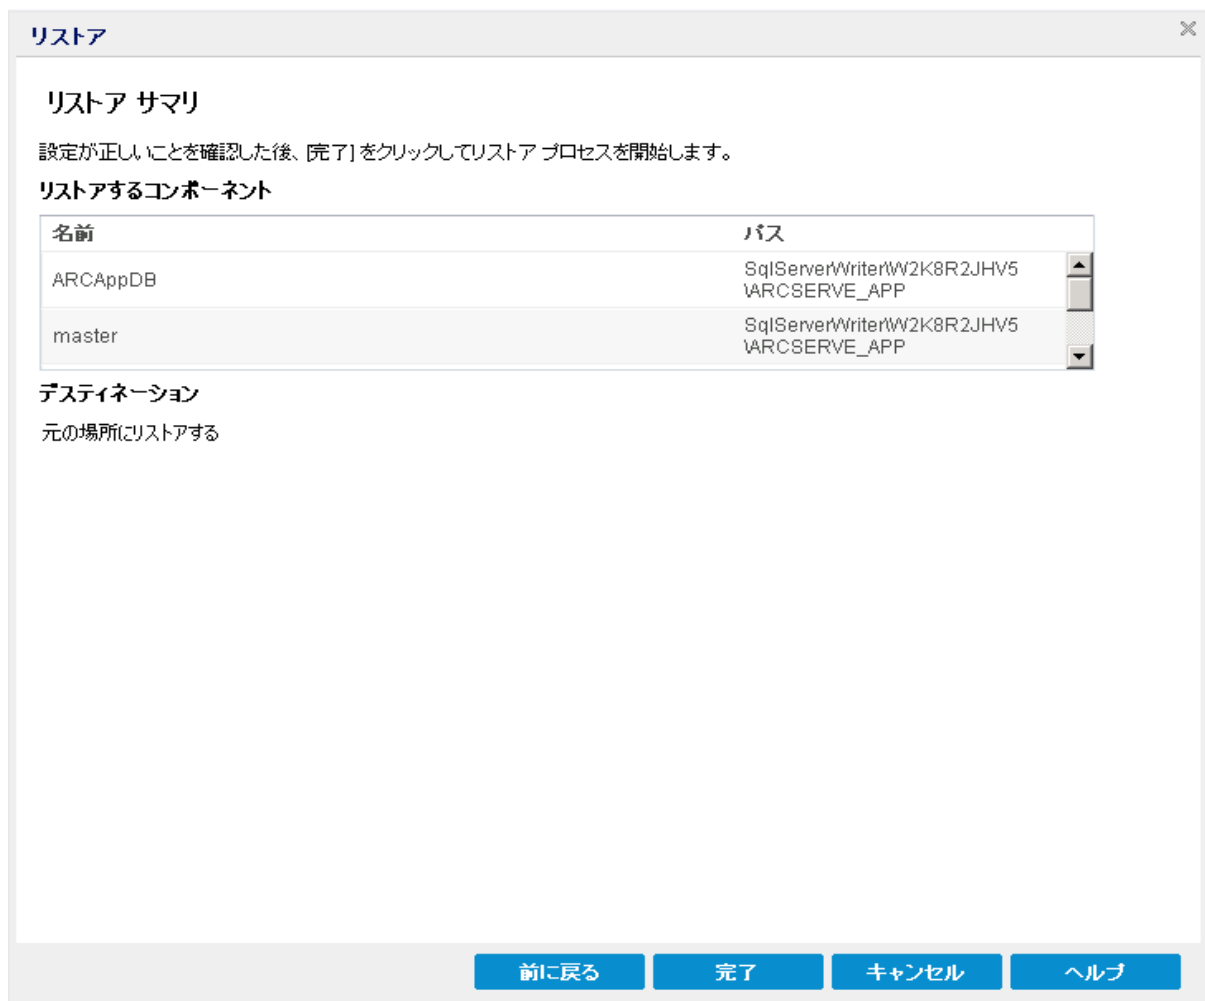 リストア
リストア サマリ
設定が正しいことを確認した後、[完了] をクリックしてリストア プロセスを開始します。
リストアするコンポーネント
名前 パス
ARCAppDB SqlServerWriter\W2K8R2JHV5
\ARCSERVE_APP
master SqlServerWriter\W2K8R2JHV5
\ARCSERVE_APP
デスティネーション
元の場所にリストアする
前に戻る 完了 キャンセル ヘルプ